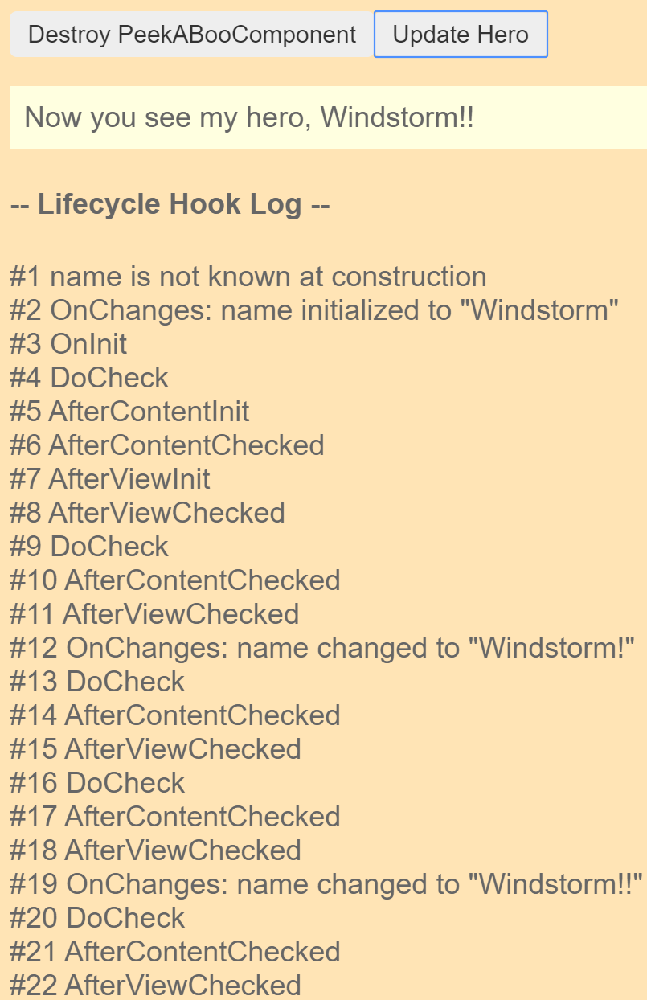 Destroy PeekABooComponent Update Hero
Now you see my hero, Windstorm!!
-- Lifecycle Hook Log --
#1 name is not known at construction
#2 OnChanges: name initialized to "Windstorm"
#3 OnInit
#4 DoCheck
#5 AfterContentInit
#6 AfterContentChecked
#7 AfterViewInit
#8 AfterViewChecked
#9 DoCheck
#10 AfterContentChecked
#11 AfterViewChecked
#12 OnChanges: name changed to "Windstorm!"
#13 DoCheck
#14 AfterContentChecked
#15 AfterViewChecked
#16 DoCheck
#17 AfterContentChecked
#18 AfterViewChecked
#19 OnChanges: name changed to "Windstorm!!"
#20 DoCheck
#21 AfterContentChecked
#22 AfterViewChecked